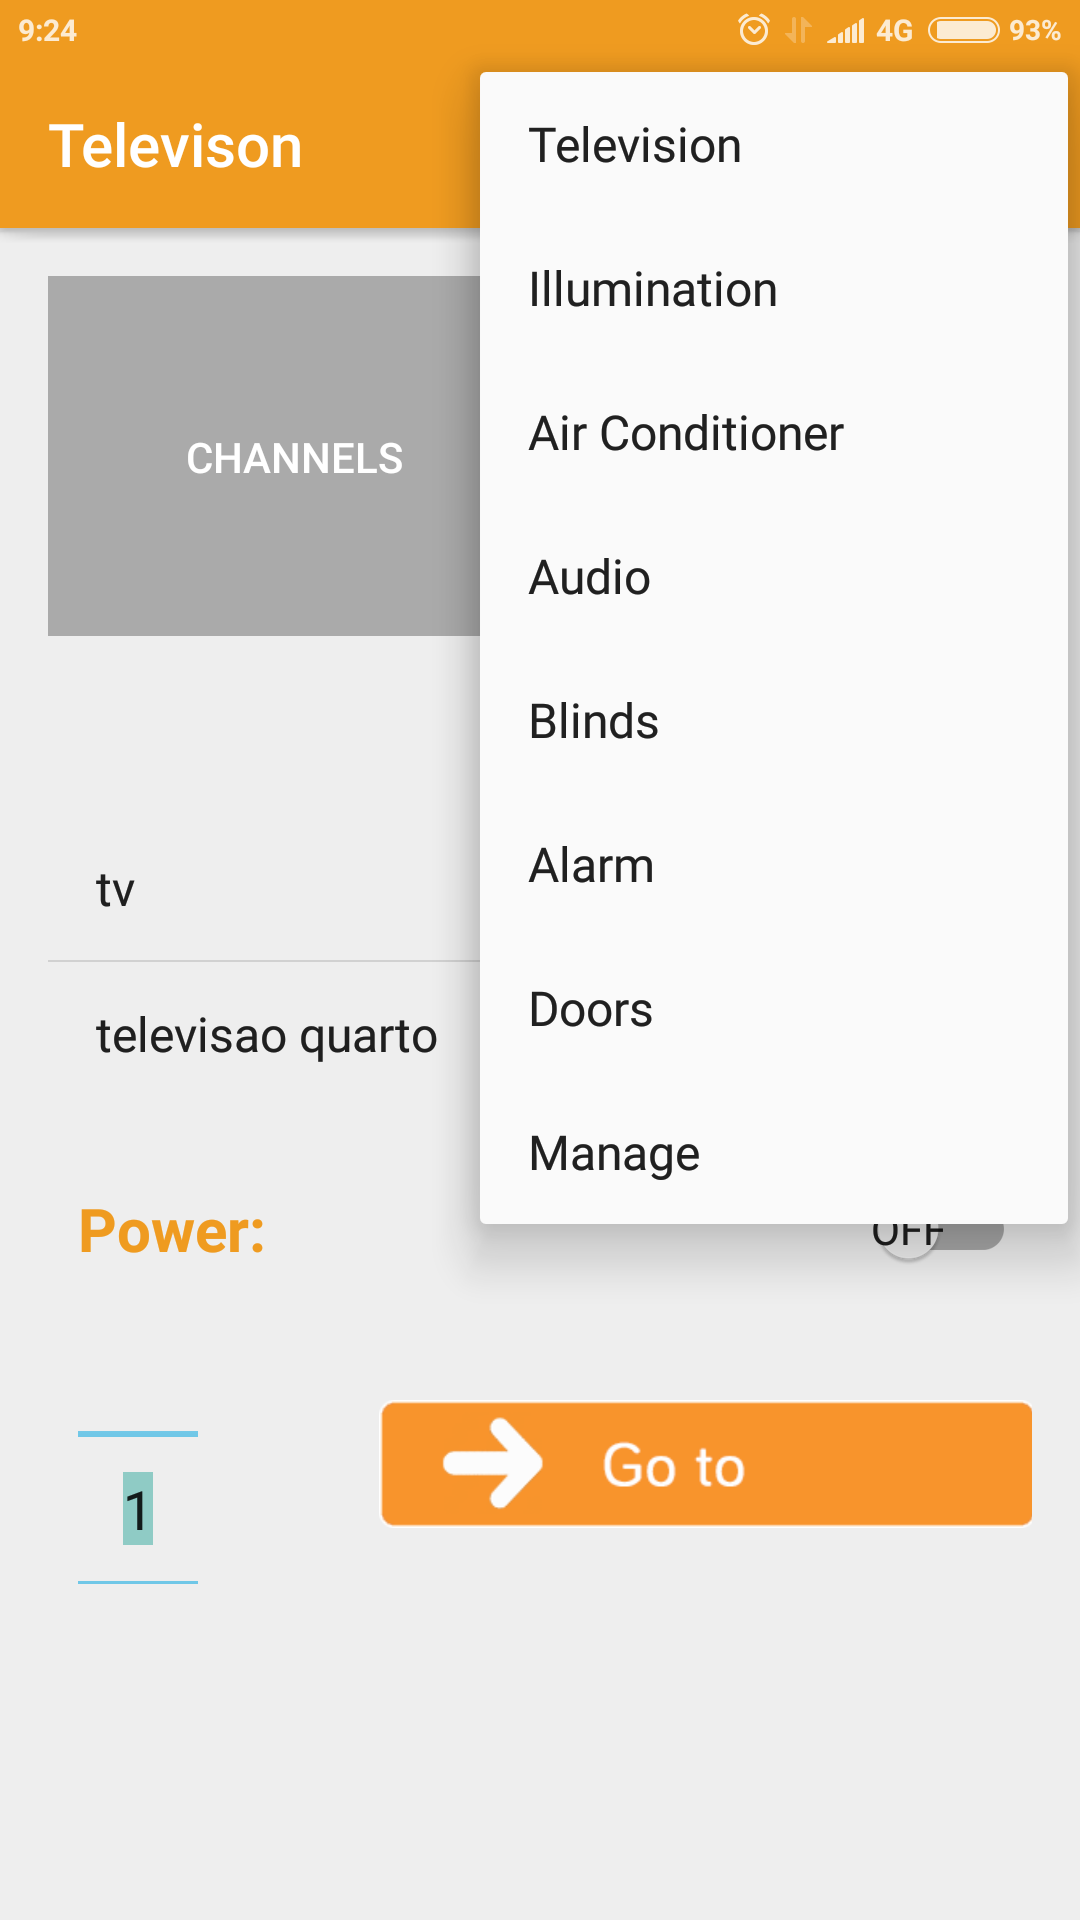 9:24
4G
93%
Televison
Television
Illumination
Air Conditioner
Audio
Blinds
Alarm
Doors
Manage
CHANNELS
tv
televisao quarto
Power:
OFF
1
Go to